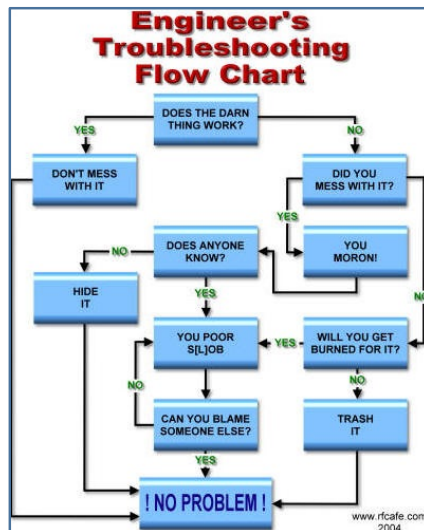 Engineer's
Troubleshooting
Flow Chart
DOES THE DARN
THING WORK?
YES
NO
DON'T MESS
WITH IT
DID YOU
MESS WITH IT?
YES
NO
DOES ANYONE
KNOW?
YOU
MORON!
NO
HIDE
IT
YES
YOU POOR
S[L]OB
YES
WILL YOU GET
BURNED FOR IT?
NO
NO
CAN YOU BLAME
SOMEONE ELSE?
TRASH
IT
YES
! NO PROBLEM !
www.rfcafe.com
2004